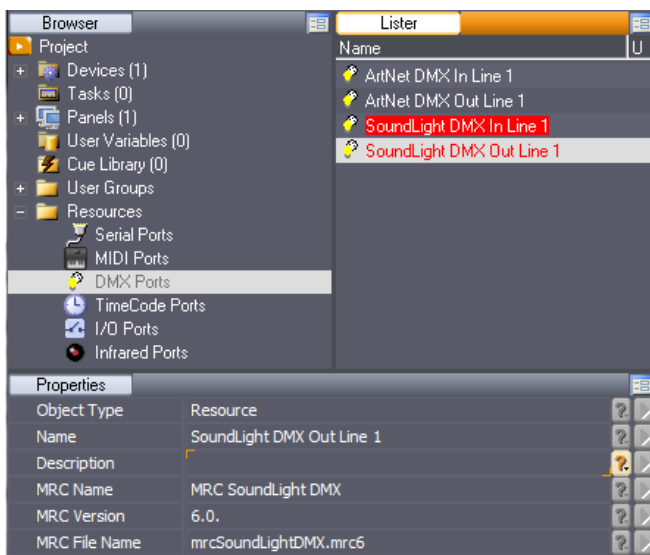 Browser
Project
Devices (1)
Tasks (0)
Panels (1)
User Variables (0)
Cue Library (0)
User Groups
Resources
Serial Ports
MIDI Ports
DMX Ports
TimeCode Ports
I/O Ports
Infrared Ports
Lister
Name U
ArtNet DMX In Line 1
ArtNet DMX Out Line 1
SoundLight DMX In Line 1
SoundLight DMX Out Line 1
Properties
Object Type Resource
Name SoundLight DMX Out Line 1
Description
MRC Name MRC SoundLight DMX
MRC Version 6.0.
MRC File Name mrcSoundLightDMX.mrc6